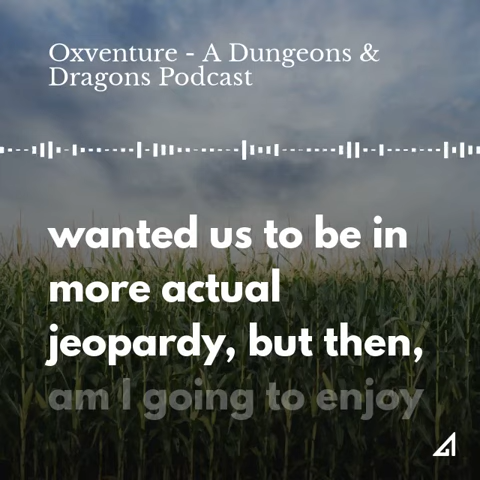 Oxventure - A Dungeons &
Dragons Podcast
wanted us to be in
more actual
jeopardy, but then,
am I going to enjoy